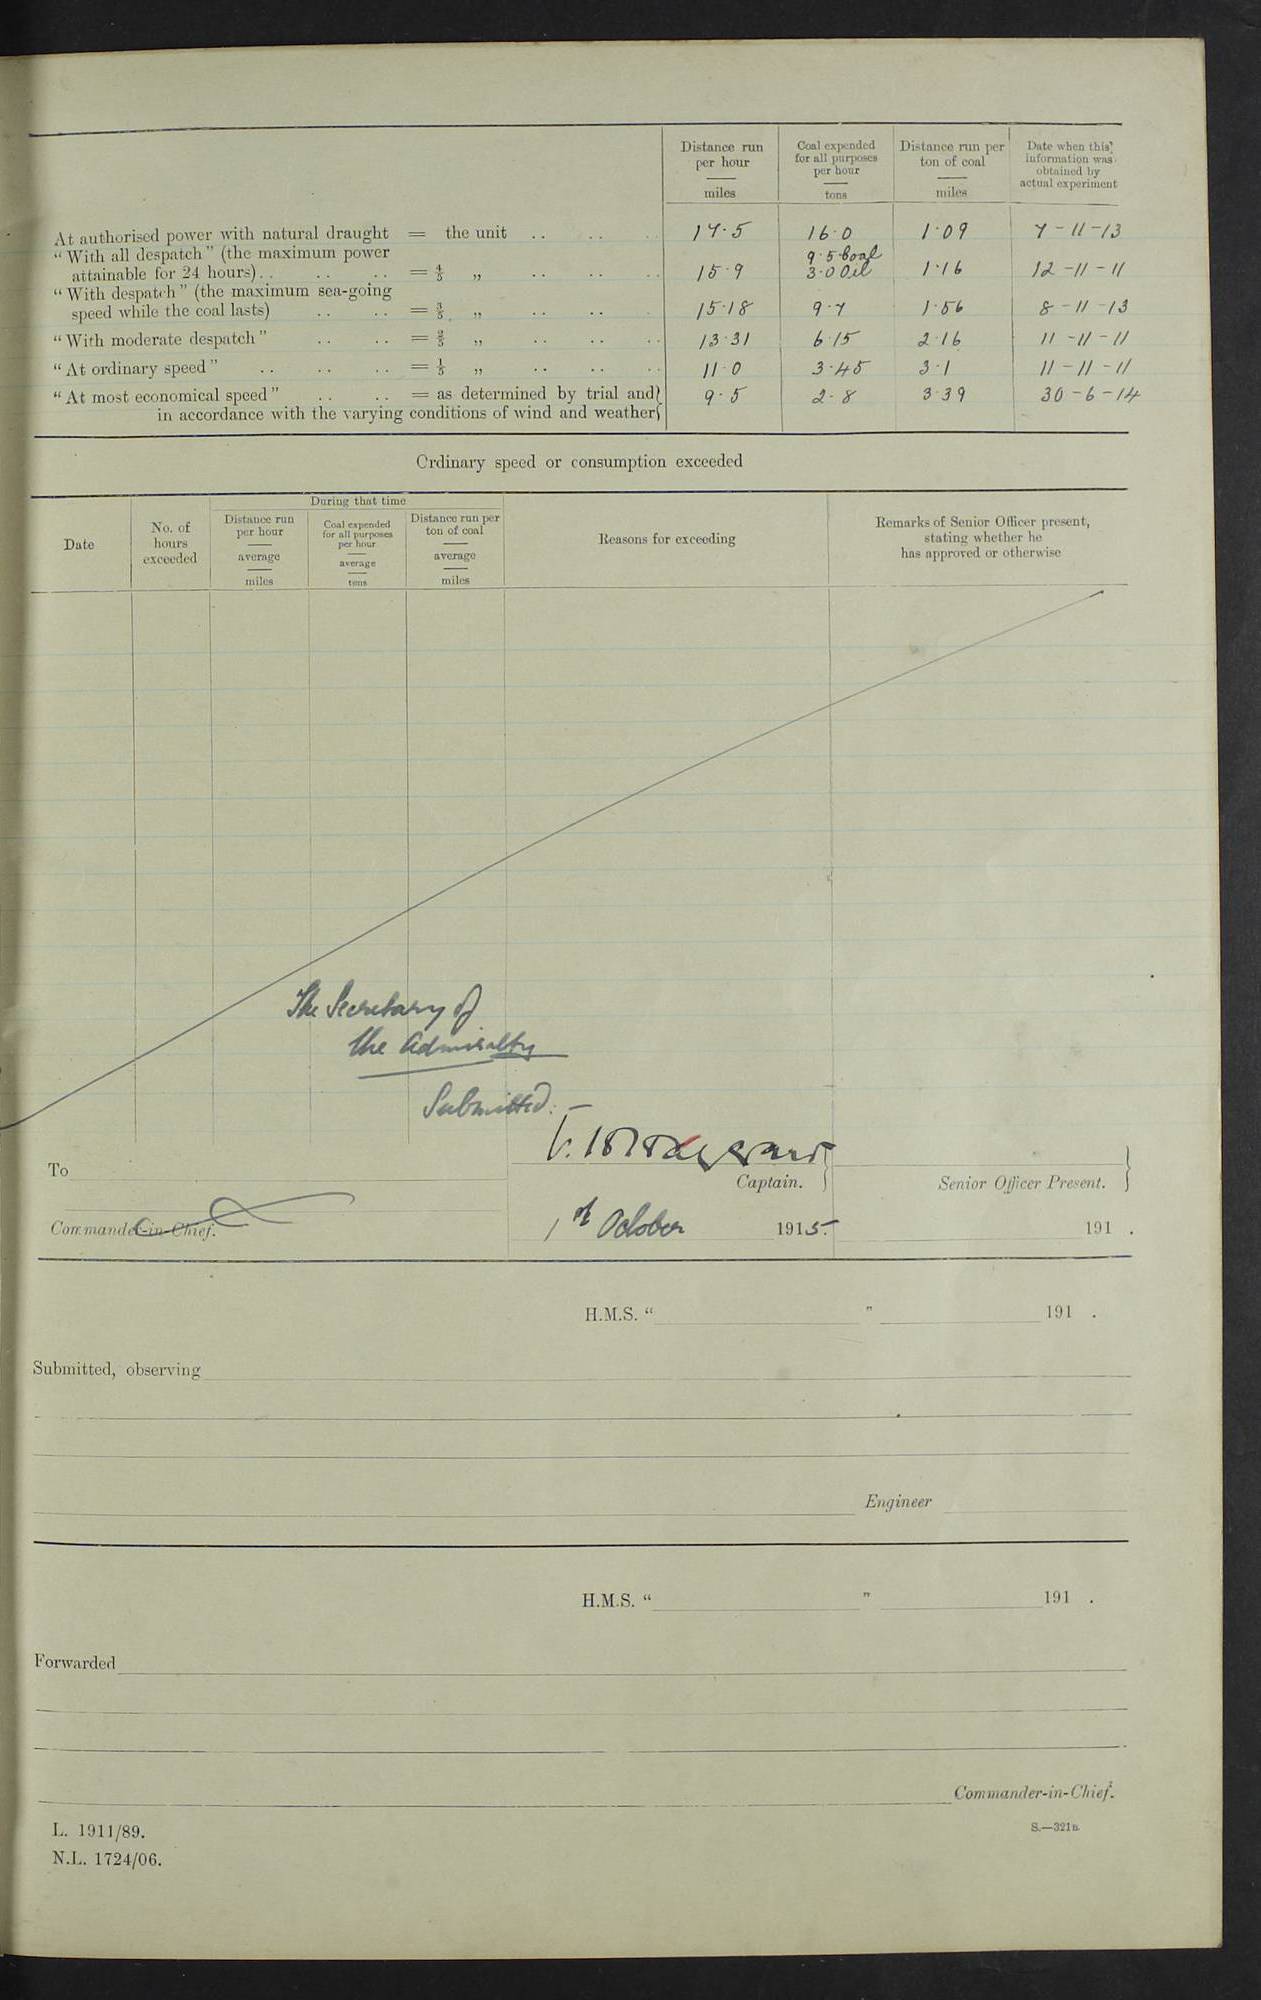 Distance run per hour miles
Coal expended for all purposes per hour tons
Distance run per ton of coal miles
Date when this information was obtained by actual experiment
At authorised power with natural draught = the unit .. .. .. 17·5 16·0 1·09 7-11-13
"With all despatch" (the maximum power
attainable for 24 hours) .. .. .. = 4/5 „ .. .. .. 15·9 9·5 Coal 3·0 Oil 1·16 12-11-11
"With despatch" (the maximum sea-going
speed while the coal lasts) .. .. = 3/5 „ .. .. 15·18 9·7 1·56 8-11-13
"With moderate despatch" .. .. = 2/5 „ .. .. .. 13·31 6·15 2·16 11-11-11
"At ordinary speed" .. .. .. = 1/5 „ .. .. .. 11·0 3·45 3·1 11-11-11
"At most economical speed" .. .. = as determined by trial and 9·5 2·8 3·39 30-6-14
in accordance with the varying conditions of wind and weather
Ordinary speed or consumption exceeded
Date
No. of hours exceeded
During that time
Distance run per hour average miles
Coal expended for all purposes per hour average tons
Distance run per ton of coal average miles
Reasons for exceeding
Remarks of Senior Officer present, stating whether he has approved or otherwise
The Secretary of
the Admiralty
Submitted:—
To
Captain.
Senior Officer Present.
Commander-in-Chief.
1st October 1915.
191 .
H.M.S. " " 191 .
Submitted, observing
Engineer
H.M.S. " " 191 .
Forwarded
Commander-in-Chief.
L. 1911/89.
S.—321B.
N.L. 1724/06.